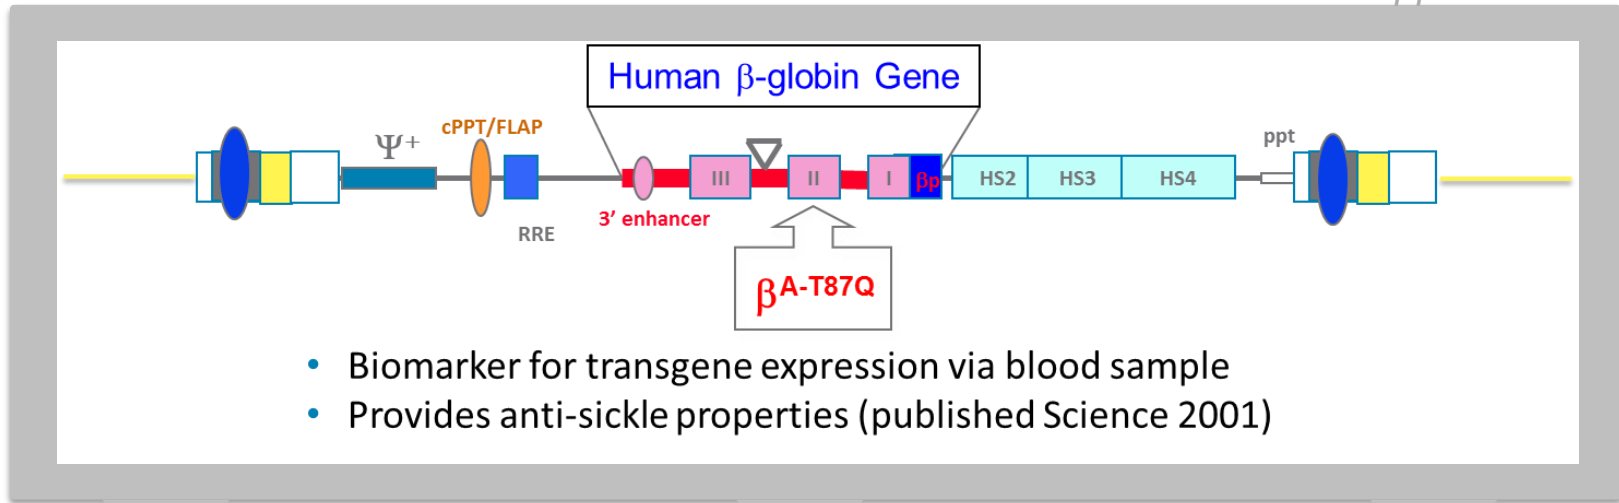 Human β-globin Gene
cPPT/FLAP
Ψ+
ppt
III
II
I
βp
HS2
HS3
HS4
3’ enhancer
RRE
βA-T87Q
• Biomarker for transgene expression via blood sample
• Provides anti-sickle properties (published Science 2001)